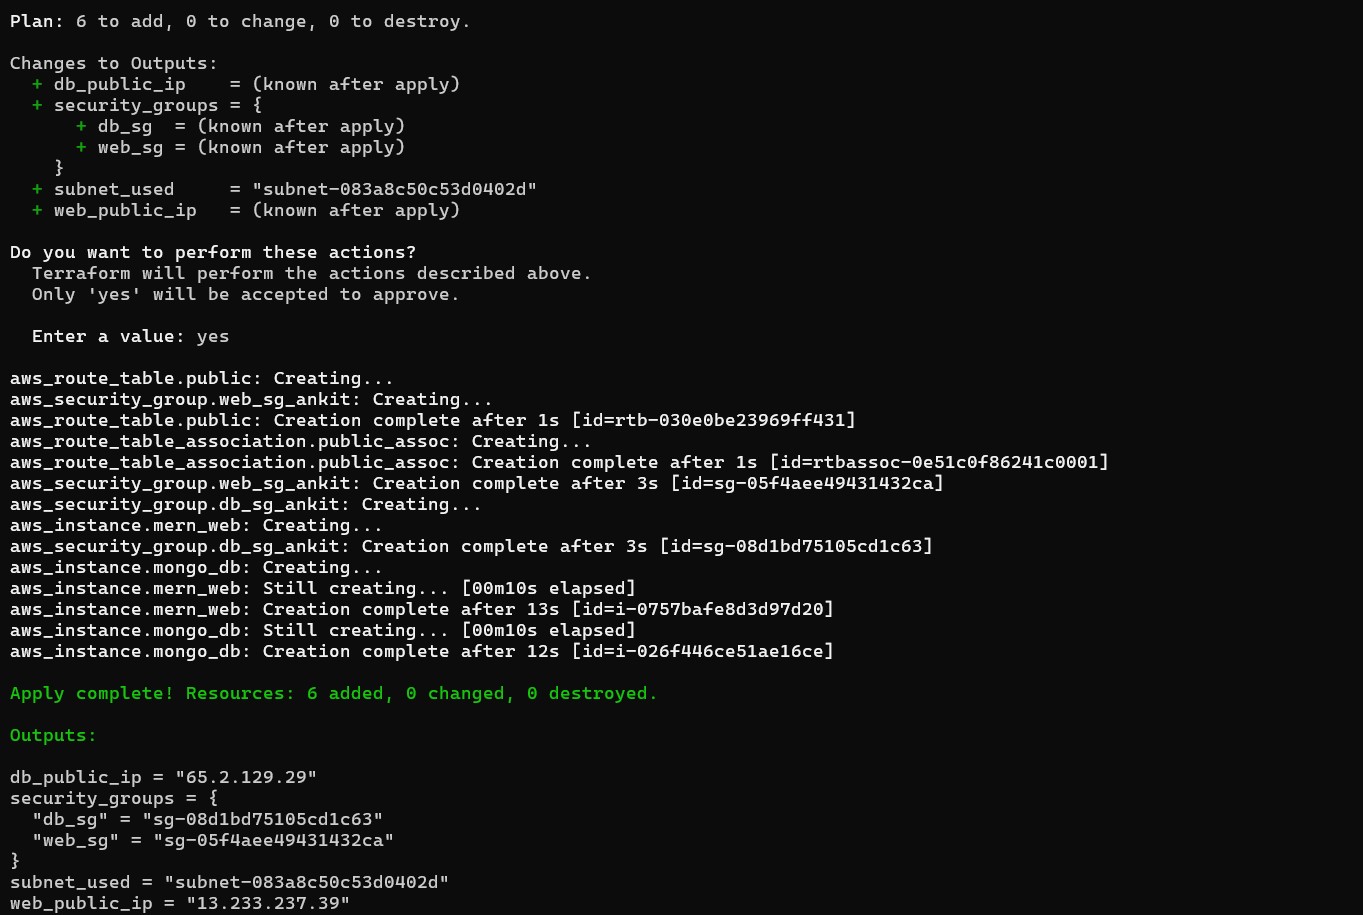 Plan: 6 to add, 0 to change, 0 to destroy.
Changes to Outputs:
+ db_public_ip    = (known after apply)
+ security_groups = {
+ db_sg  = (known after apply)
+ web_sg = (known after apply)
}
+ subnet_used     = "subnet-083a8c50c53d0402d"
+ web_public_ip   = (known after apply)
Do you want to perform these actions?
Terraform will perform the actions described above.
Only 'yes' will be accepted to approve.
Enter a value: yes
aws_route_table.public: Creating...
aws_security_group.web_sg_ankit: Creating...
aws_route_table.public: Creation complete after 1s [id=rtb-030e0be23969ff431]
aws_route_table_association.public_assoc: Creating...
aws_route_table_association.public_assoc: Creation complete after 1s [id=rtbassoc-0e51c0f86241c0001]
aws_security_group.web_sg_ankit: Creation complete after 3s [id=sg-05f4aee49431432ca]
aws_security_group.db_sg_ankit: Creating...
aws_instance.mern_web: Creating...
aws_security_group.db_sg_ankit: Creation complete after 3s [id=sg-08d1bd75105cd1c63]
aws_instance.mongo_db: Creating...
aws_instance.mern_web: Still creating... [00m10s elapsed]
aws_instance.mern_web: Creation complete after 13s [id=i-0757bafe8d3d97d20]
aws_instance.mongo_db: Still creating... [00m10s elapsed]
aws_instance.mongo_db: Creation complete after 12s [id=i-026f446ce51ae16ce]
Apply complete! Resources: 6 added, 0 changed, 0 destroyed.
Outputs:
db_public_ip = "65.2.129.29"
security_groups = {
"db_sg" = "sg-08d1bd75105cd1c63"
"web_sg" = "sg-05f4aee49431432ca"
}
subnet_used = "subnet-083a8c50c53d0402d"
web_public_ip = "13.233.237.39"